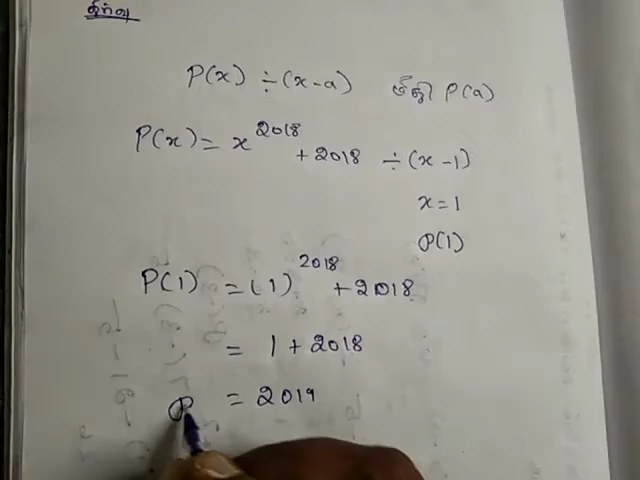 தீர்வு
P(x) ÷ (x-a) மீதி P(a)
P(x) = x^2018 + 2018 ÷ (x-1)
x = 1
P(1)
P(1) = (1)^2018 + 2018
= 1 + 2018
P = 2019